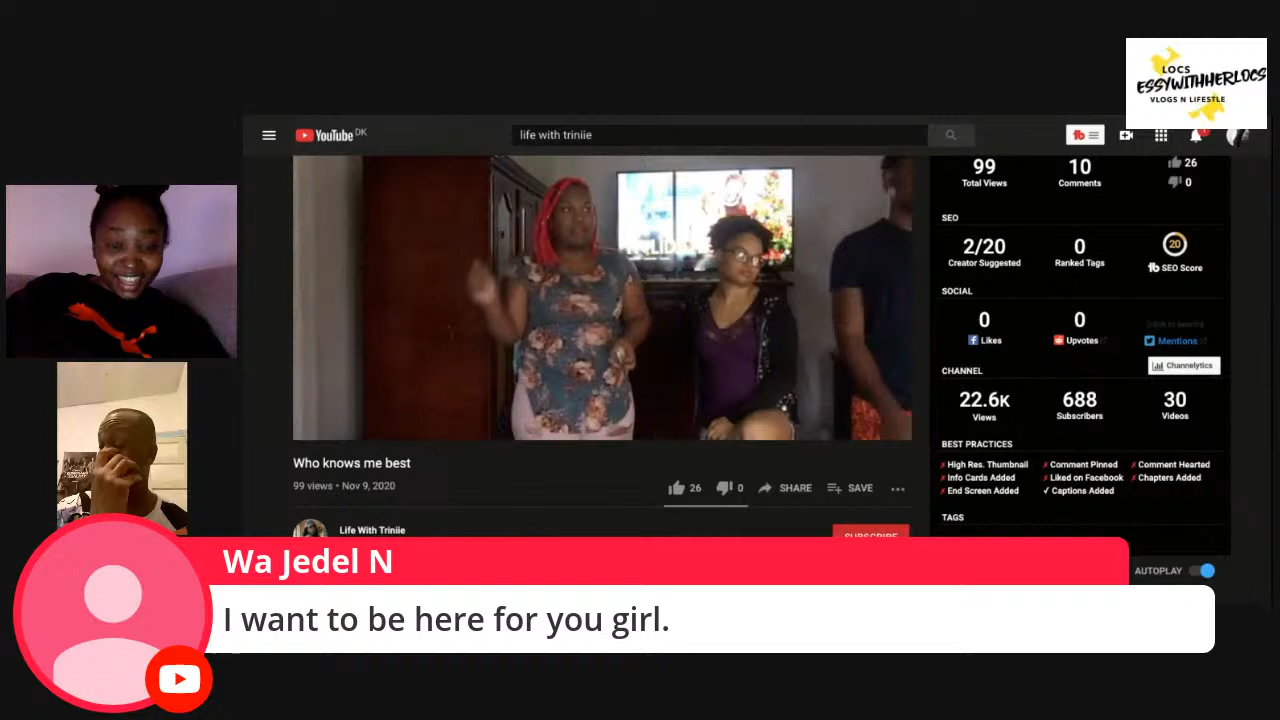 LOCS
ESSYWITHHERLOCS
VLOGS N LIFESTLE
YouTube DK
life with triniie
99
Total Views
10
Comments
26
0
SEO
2/20
Creator Suggested
0
Ranked Tags
20
SEO Score
SOCIAL
0
Likes
0
Upvotes
Mentions
Channelytics
CHANNEL
22.6K
Views
688
Subscribers
30
Videos
BEST PRACTICES
✗ High Res. Thumbnail ✗ Comment Pinned ✗ Comment Hearted
✗ Info Cards Added ✗ Liked on Facebook ✗ Chapters Added
✗ End Screen Added ✓ Captions Added
TAGS
Who knows me best
99 views • Nov 9, 2020
26 0 SHARE SAVE
Life With Triniie
SUBSCRIBE
AUTOPLAY
Wa Jedel N
I want to be here for you girl.